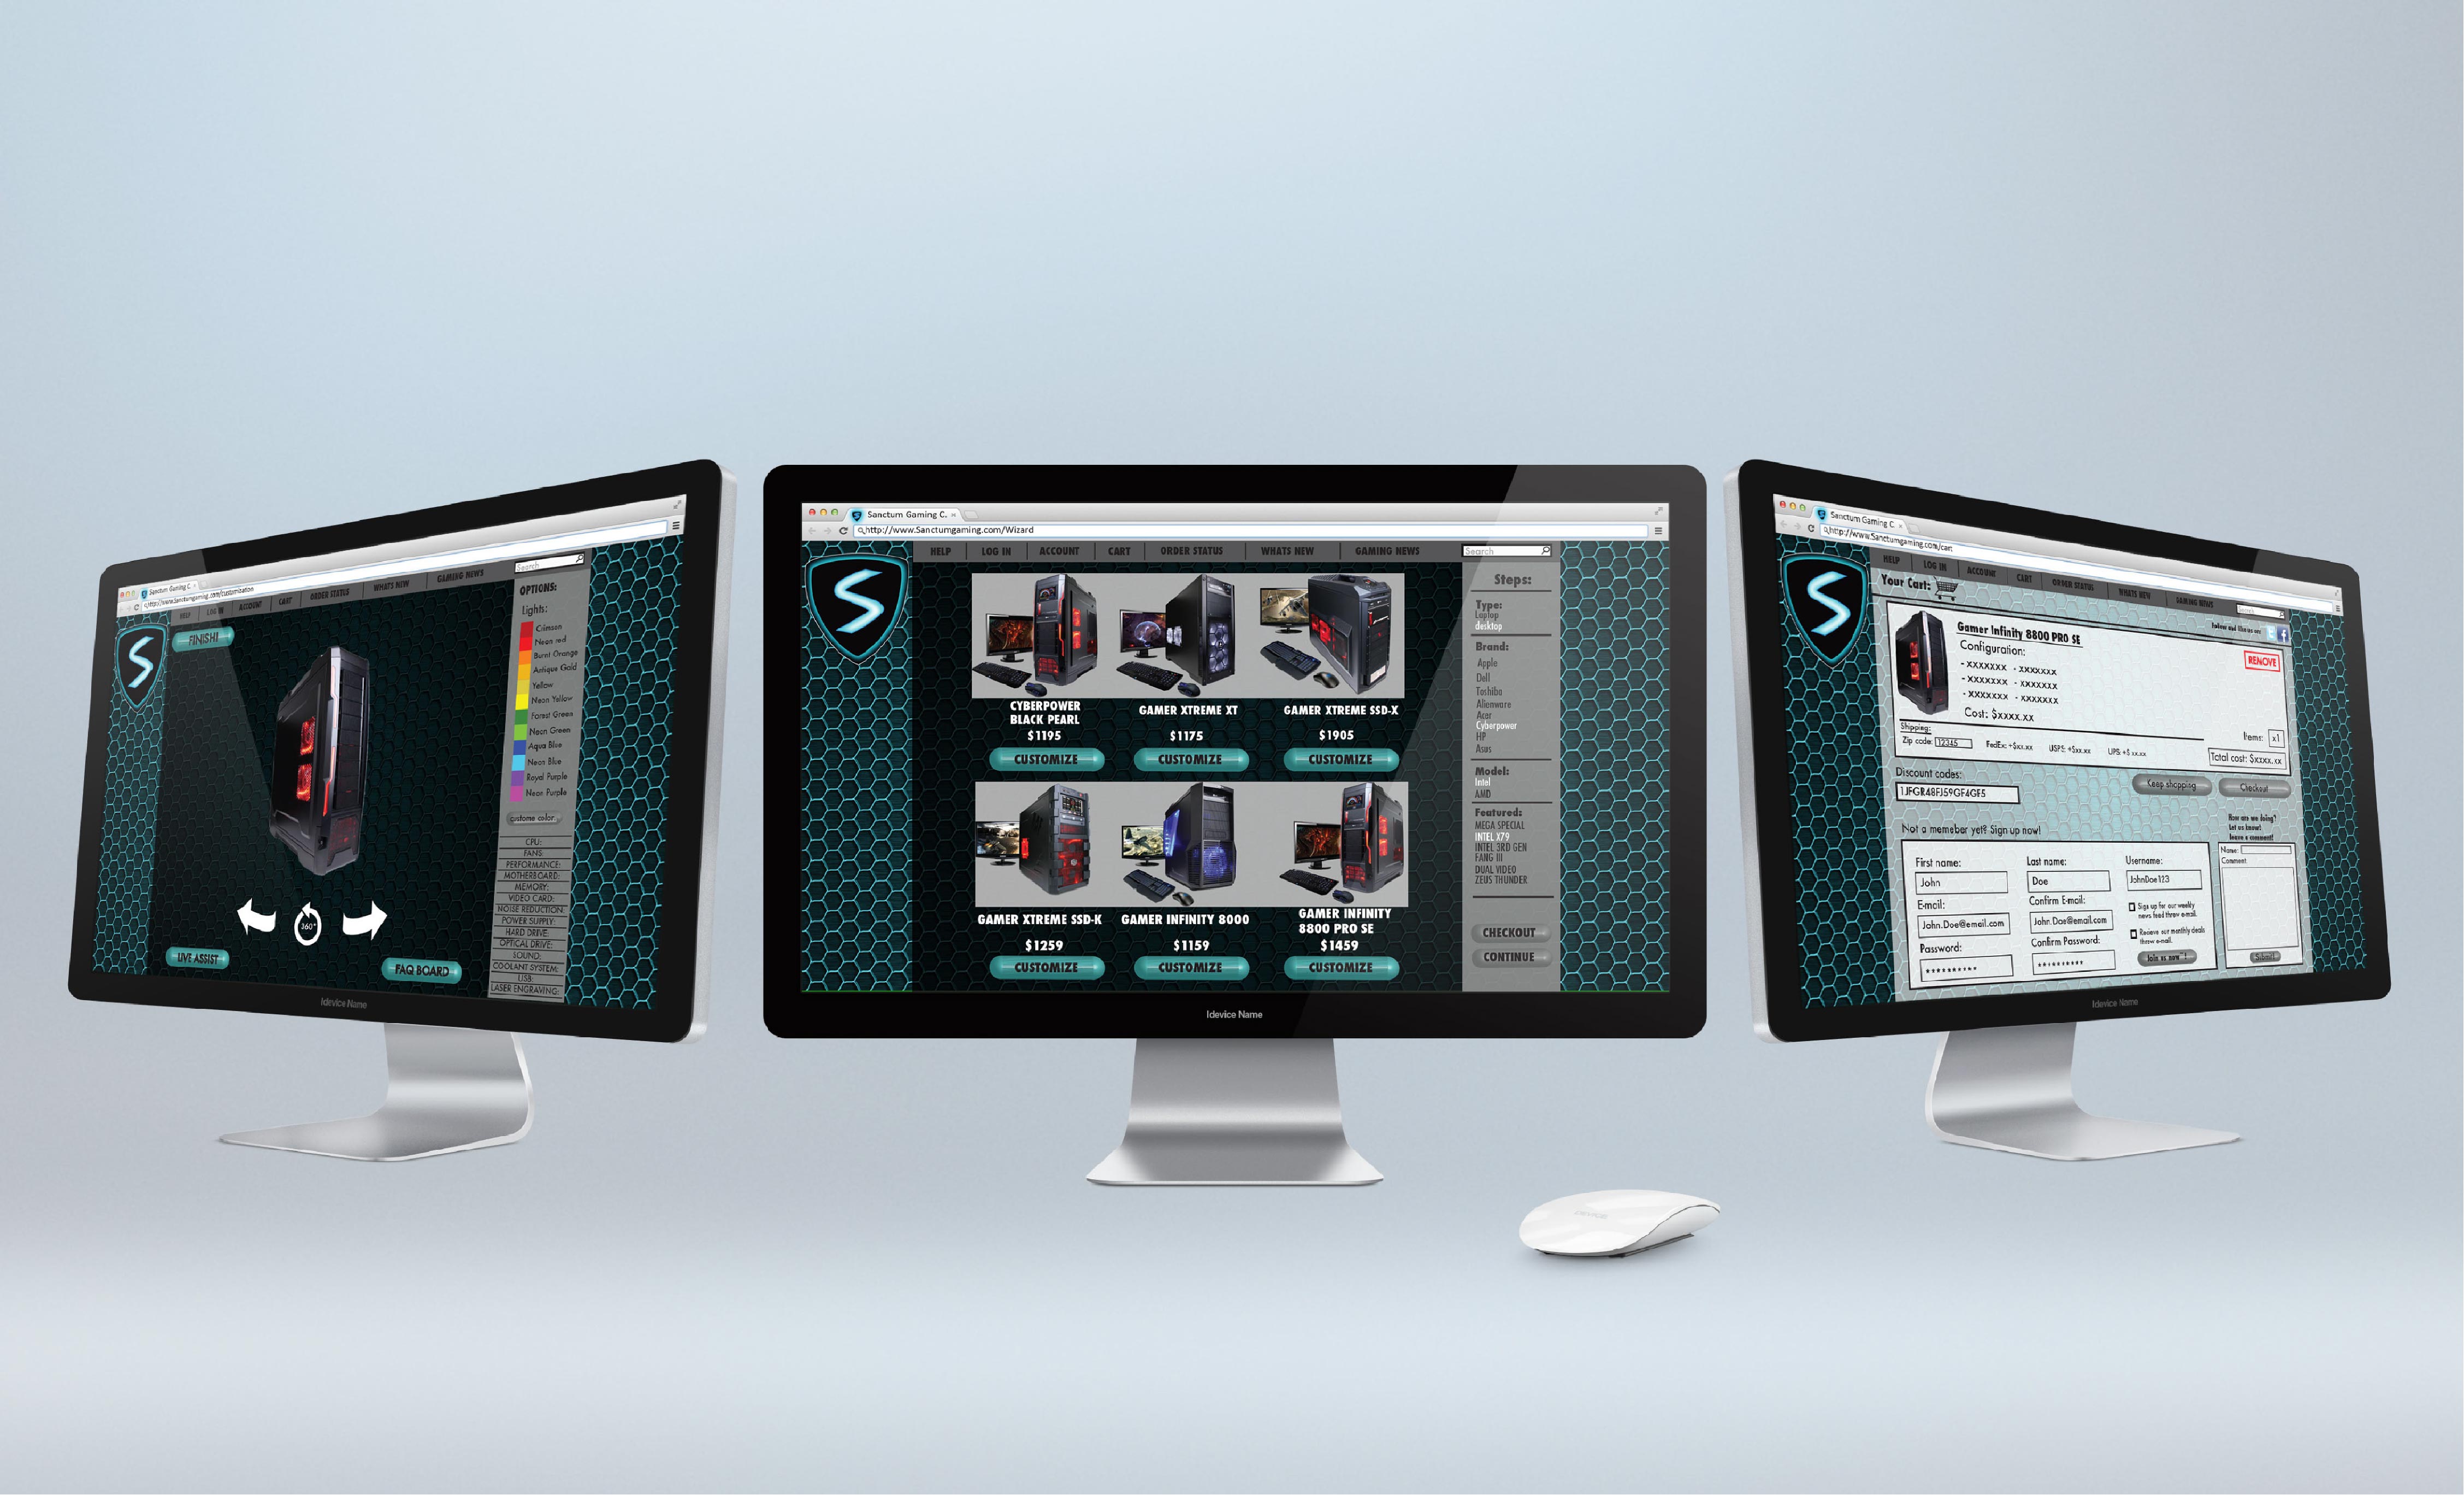 Sanctum Gaming C.
http://www.Sanctumgaming.com/customization
HELP LOG IN ACCOUNT CART ORDER STATUS WHATS NEW GAMING NEWS Search
S
FINISH!
OPTIONS:
Lights:
Crimson
Neon red
Burnt Orange
Antique Gold
Yellow
Neon Yellow
Forest Green
Neon Green
Aqua Blue
Neon Blue
Royal Purple
Neon Purple
custome color
CPU:
FANS:
PERFORMANCE:
MOTHERBOARD:
MEMORY:
VIDEO CARD:
NOISE REDUCTION:
POWER SUPPLY:
HARD DRIVE:
OPTICAL DRIVE:
SOUND:
COOLANT SYSTEM:
USB:
LASER ENGRAVING:
360°
LIVE ASSIST
FAQ BOARD
Idevice Name
Sanctum Gaming C.
http://www.Sanctumgaming.com/Wizard
HELP LOG IN ACCOUNT CART ORDER STATUS WHATS NEW GAMING NEWS Search
S
CYBERPOWER
BLACK PEARL
$1195
CUSTOMIZE
GAMER XTREME XT
$1175
CUSTOMIZE
GAMER XTREME SSD-X
$1905
CUSTOMIZE
GAMER XTREME SSD-K
$1259
CUSTOMIZE
GAMER INFINITY 8000
$1159
CUSTOMIZE
GAMER INFINITY
8800 PRO SE
$1459
CUSTOMIZE
Steps:
Type:
Laptop
desktop
Brand:
Apple
Dell
Toshiba
Alienware
Acar
Cyberpower
HP
Asus
Model:
Intel
AMD
Featured:
MEGA SPECIAL
INTEL X79
INTEL 3RD GEN
FANG III
DUAL VIDEO
ZEUS THUNDER
CHECKOUT
CONTINUE
Idevice Name
Sanctum Gaming C.
http://www.Sanctumgaming.com/cart
HELP LOG IN ACCOUNT CART ORDER STATUS WHATS NEW GAMING NEWS Search
S
Your Cart:
Follow and like us on:
Gamer Infinity 8800 PRO SE
REMOVE
Configuration:
- xxxxxxx - xxxxxxx
- xxxxxxx - xxxxxxx
- xxxxxxx - xxxxxxx
Cost: $xxxx.xx
Shipping:
Zip code: 12345 FedEx: +$xx.xx USPS: +$xx.xx UPS: +$ xx.xx
Items: x1
Total cost: $xxxx.xx
Discount codes:
1JFGR48FJ59GF4GF5
Keep shopping
Checkout
Not a memeber yet? Sign up now!
First name:
John
Last name:
Doe
Username:
JohnDoe123
E-mail:
John.Doe@email.com
Confirm E-mail:
John.Doe@email.com
Password:
**********
Confirm Password:
**********
Sign up for our weekly
news feed threw e-mail.
Recieve our monthly deals
threw e-mail.
Join us now !
How are we doing?
Let us know!
leave a comment!
Name:
Comment:
Submit
Idevice Name